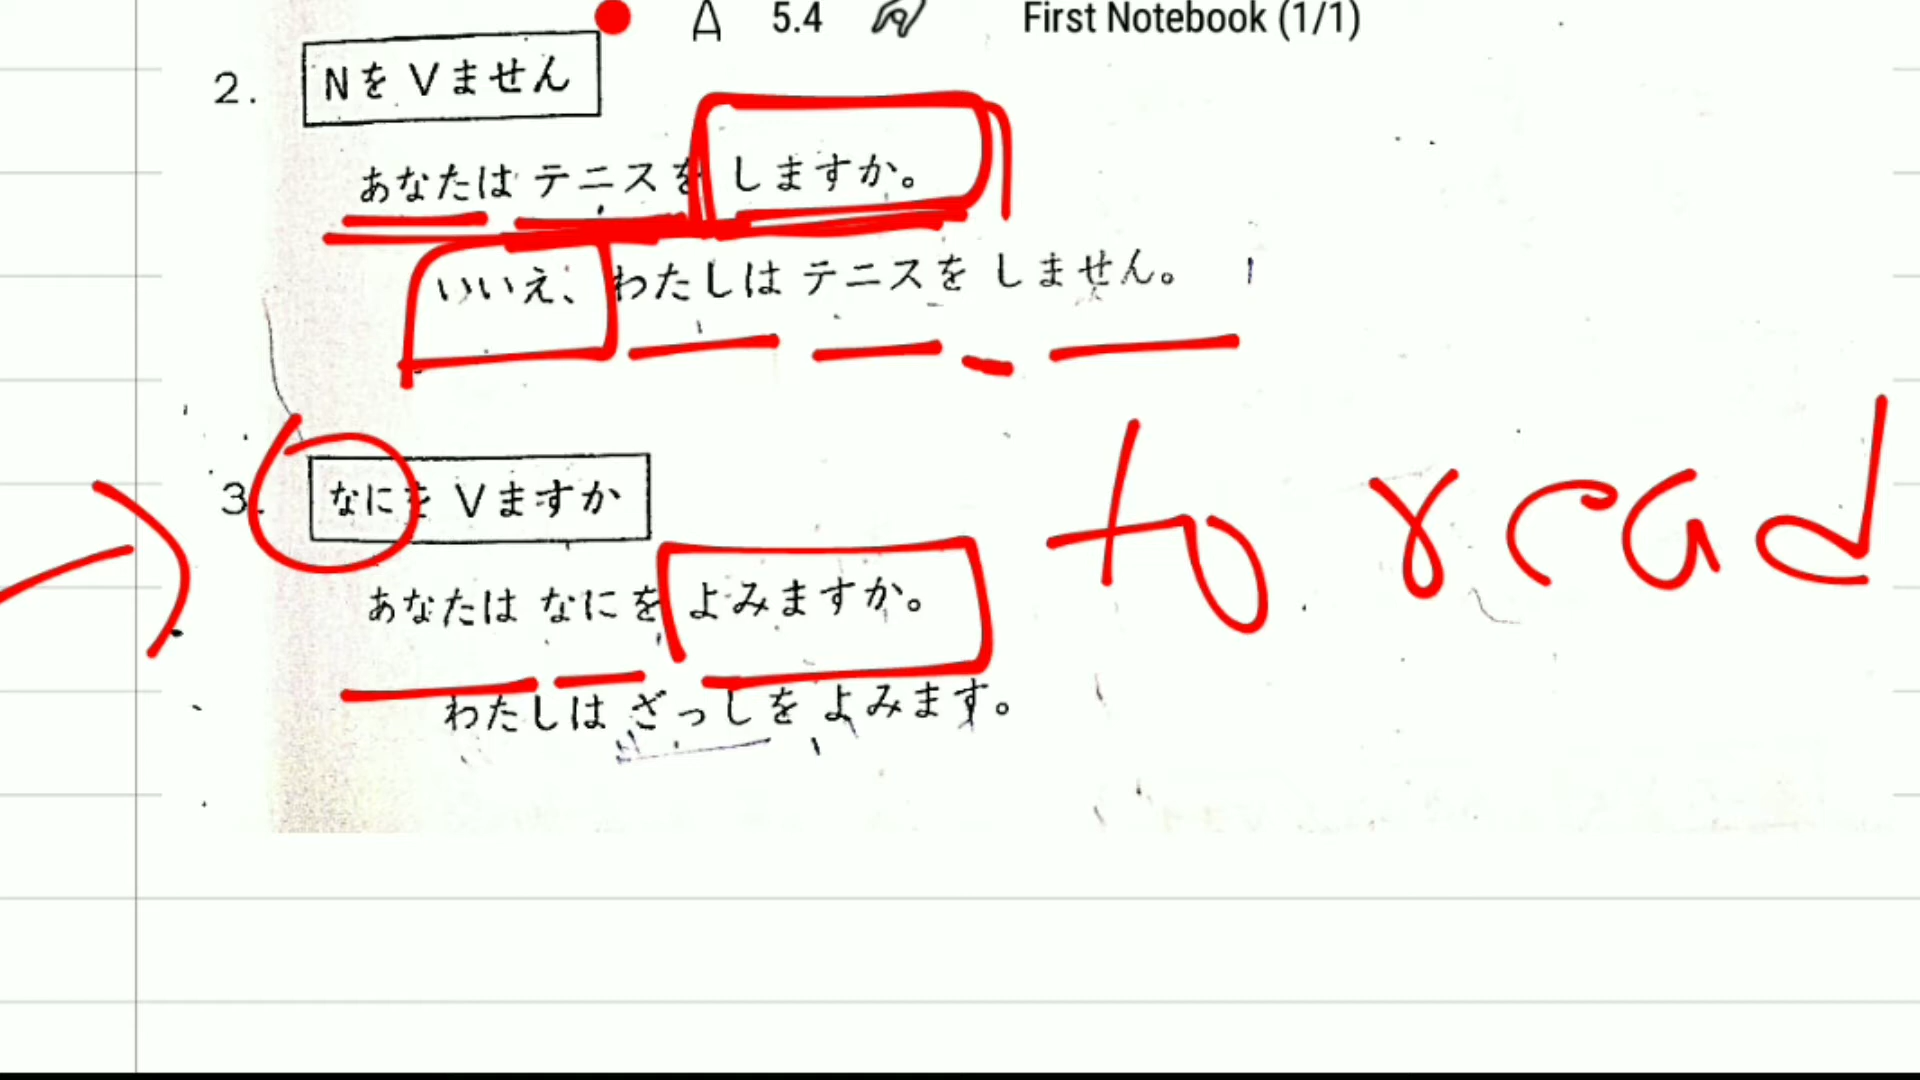 A 5.4 First Notebook (1/1)
2. NをVません
あなたは テニスを しますか。
いいえ、わたしは テニスを しません。
3. なにを Vますか
to read
あなたは なにを よみますか。
わたしは ざっしを よみます。